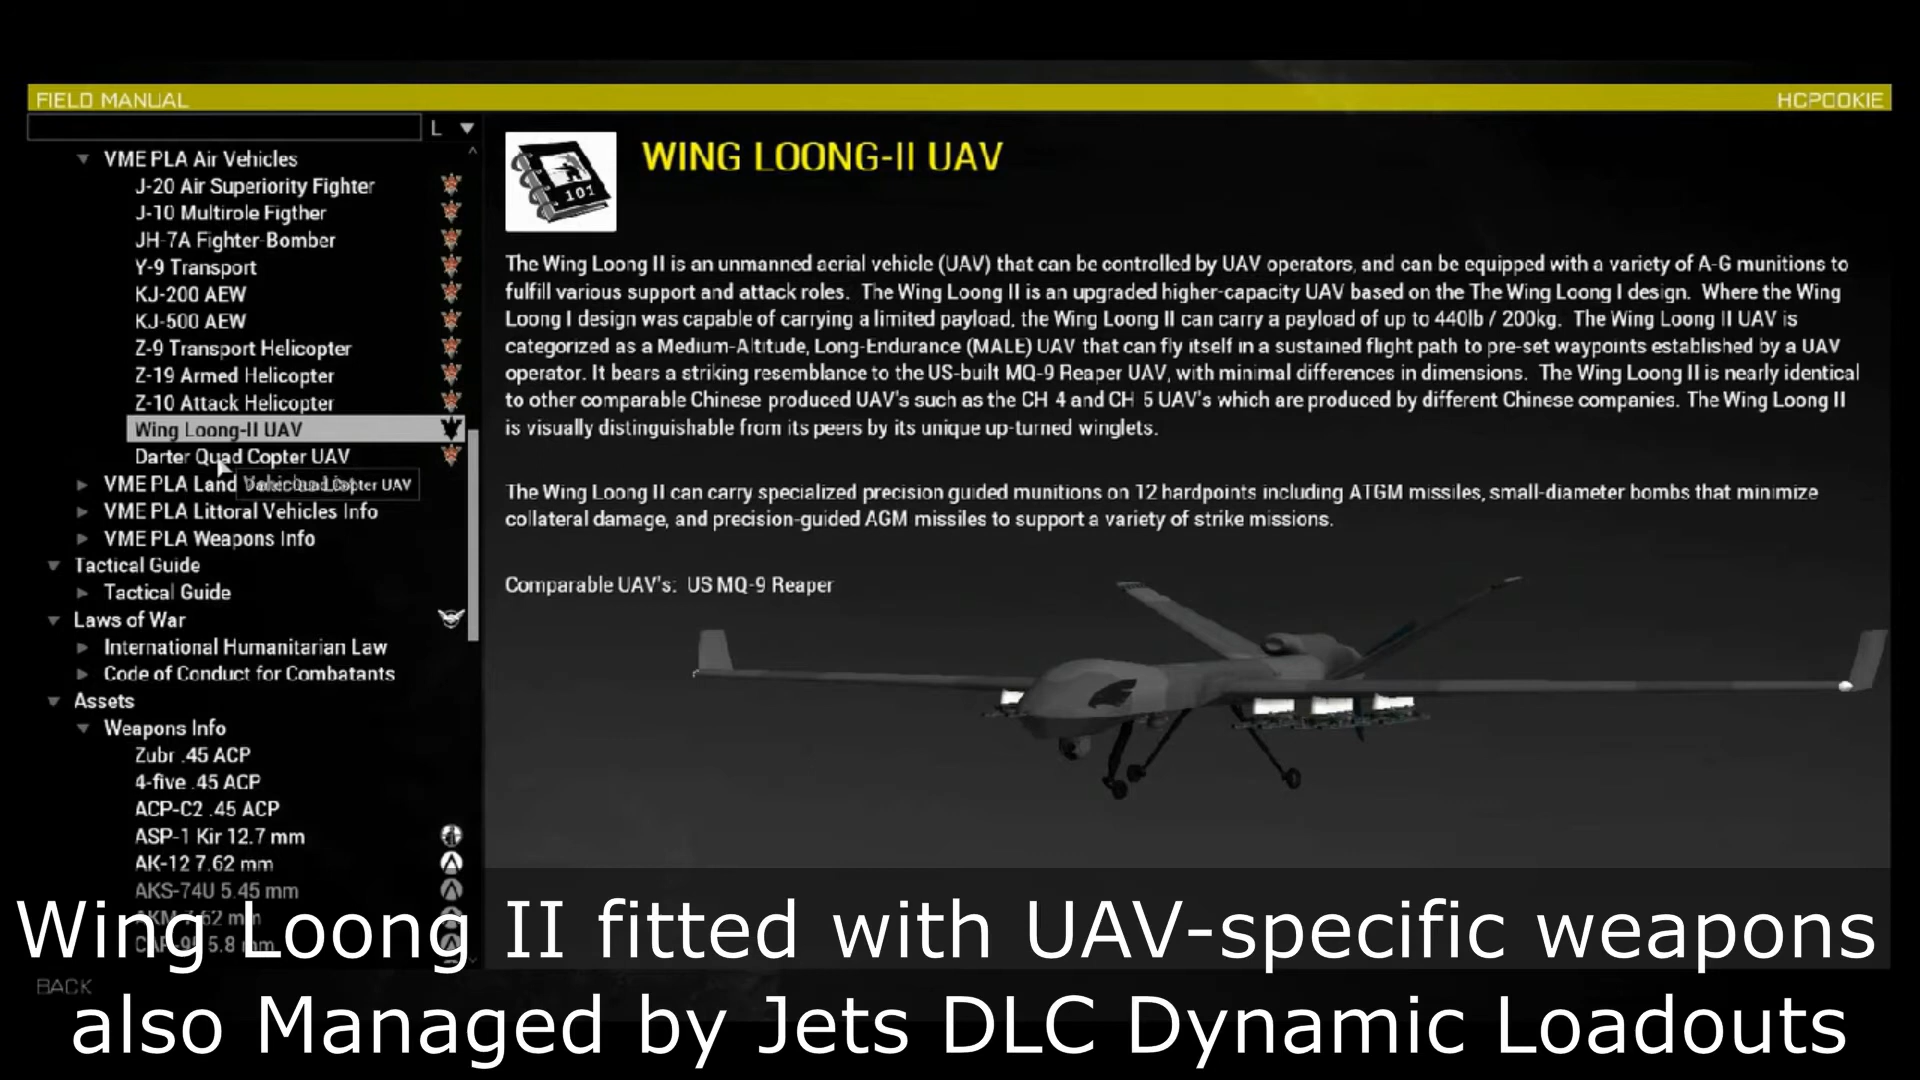 FIELD MANUAL
HCPCOOKIE
L
VME PLA Air Vehicles
J-20 Air Superiority Fighter
J-10 Multirole Figther
JH-7A Fighter-Bomber
Y-9 Transport
KJ-200 AEW
KJ-500 AEW
Z-9 Transport Helicopter
Z-19 Armed Helicopter
Z-10 Attack Helicopter
Wing Loong-II UAV
Darter Quad Copter UAV
VME PLA Land
Darter Quad Copter UAV
VME PLA Littoral Vehicles Info
VME PLA Weapons Info
Tactical Guide
Tactical Guide
Laws of War
International Humanitarian Law
Code of Conduct for Combatants
Assets
Weapons Info
Zubr .45 ACP
4-five .45 ACP
ACP-C2 .45 ACP
ASP-1 Kir 12.7 mm
AK-12 7.62 mm
AKS-74U 5.45 mm
BACK
101
WING LOONG-II UAV
The Wing Loong II is an unmanned aerial vehicle (UAV) that can be controlled by UAV operators, and can be equipped with a variety of A-G munitions to
fulfill various support and attack roles. The Wing Loong II is an upgraded higher-capacity UAV based on the The Wing Loong I design. Where the Wing
Loong I design was capable of carrying a limited payload, the Wing Loong II can carry a payload of up to 440lb / 200kg. The Wing Loong II UAV is
categorized as a Medium-Altitude, Long-Endurance (MALE) UAV that can fly itself in a sustained flight path to pre-set waypoints established by a UAV
operator. It bears a striking resemblance to the US-built MQ-9 Reaper UAV, with minimal differences in dimensions. The Wing Loong II is nearly identical
to other comparable Chinese produced UAV's such as the CH-4 and CH-5 UAV's which are produced by different Chinese companies. The Wing Loong II
is visually distinguishable from its peers by its unique up-turned winglets.
The Wing Loong II can carry specialized precision guided munitions on 12 hardpoints including ATGM missiles, small-diameter bombs that minimize
collateral damage, and precision-guided AGM missiles to support a variety of strike missions.
Comparable UAV's: US MQ-9 Reaper
Wing Loong II fitted with UAV-specific weapons
also Managed by Jets DLC Dynamic Loadouts